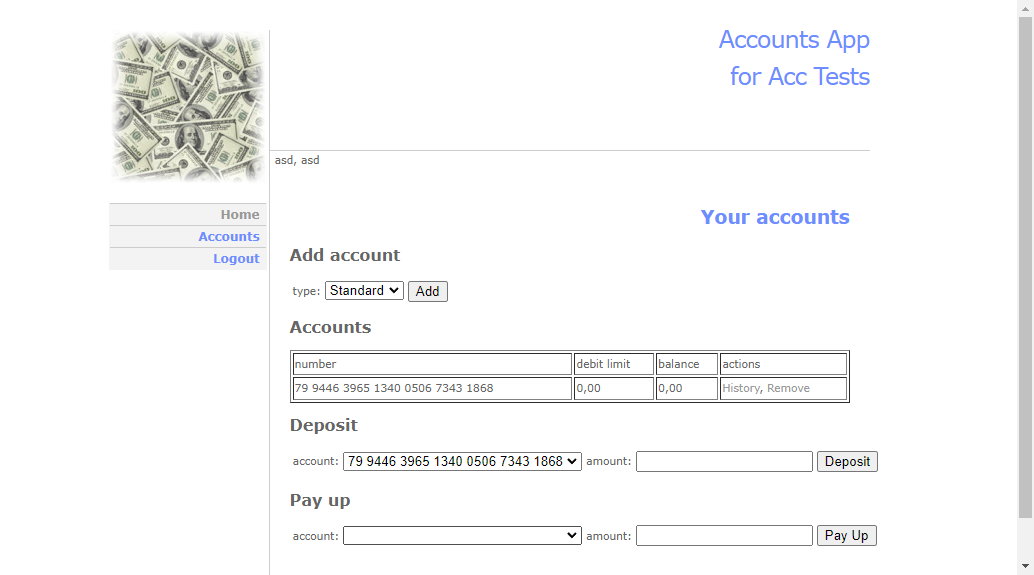 Accounts App
for Acc Tests
asd, asd
Home
Accounts
Logout
Your accounts
Add account
type: Standard Add
Accounts
number debit limit balance actions
79 9446 3965 1340 0506 7343 1868 0,00 0,00 History, Remove
Deposit
account: 79 9446 3965 1340 0506 7343 1868 amount: Deposit
Pay up
account: amount: Pay Up